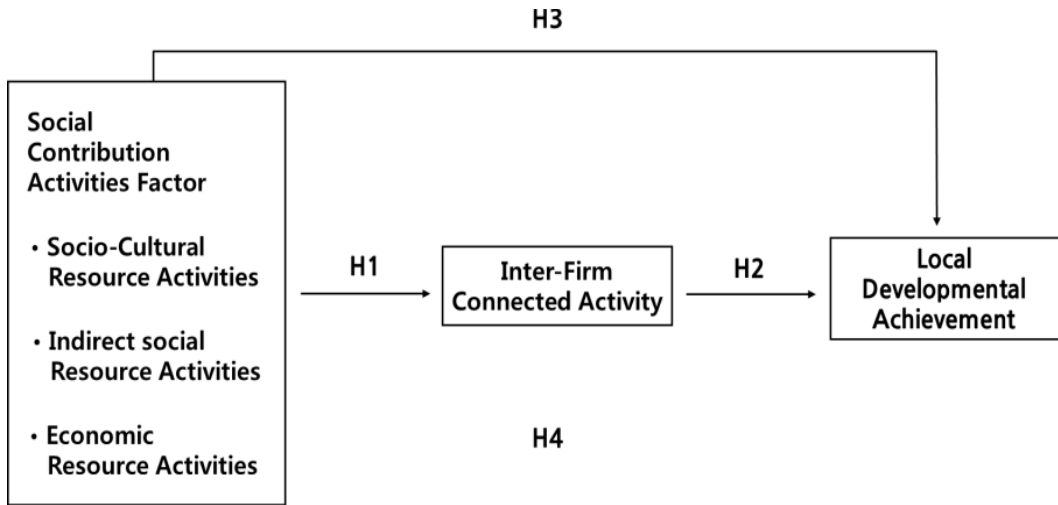 H3
Social
Contribution
Activities Factor
• Socio-Cultural
Resource Activities
• Indirect social
Resource Activities
• Economic
Resource Activities
H1
Inter-Firm
Connected Activity
H2
Local
Developmental
Achievement
H4